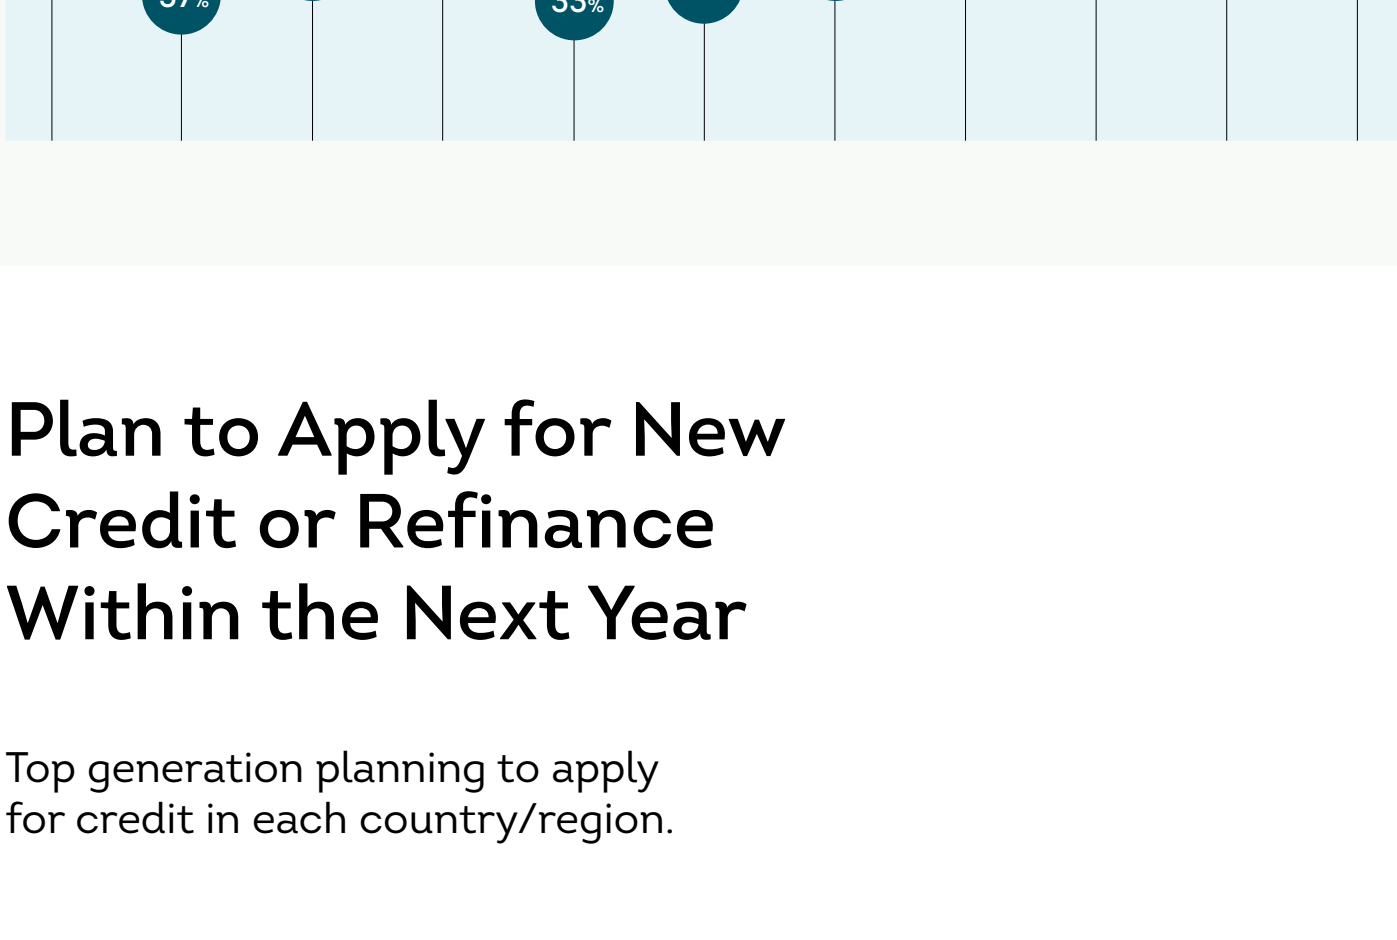 Plan to Apply for New
Credit or Refinance
Within the Next Year
Top generation planning to apply
for credit in each country/region.